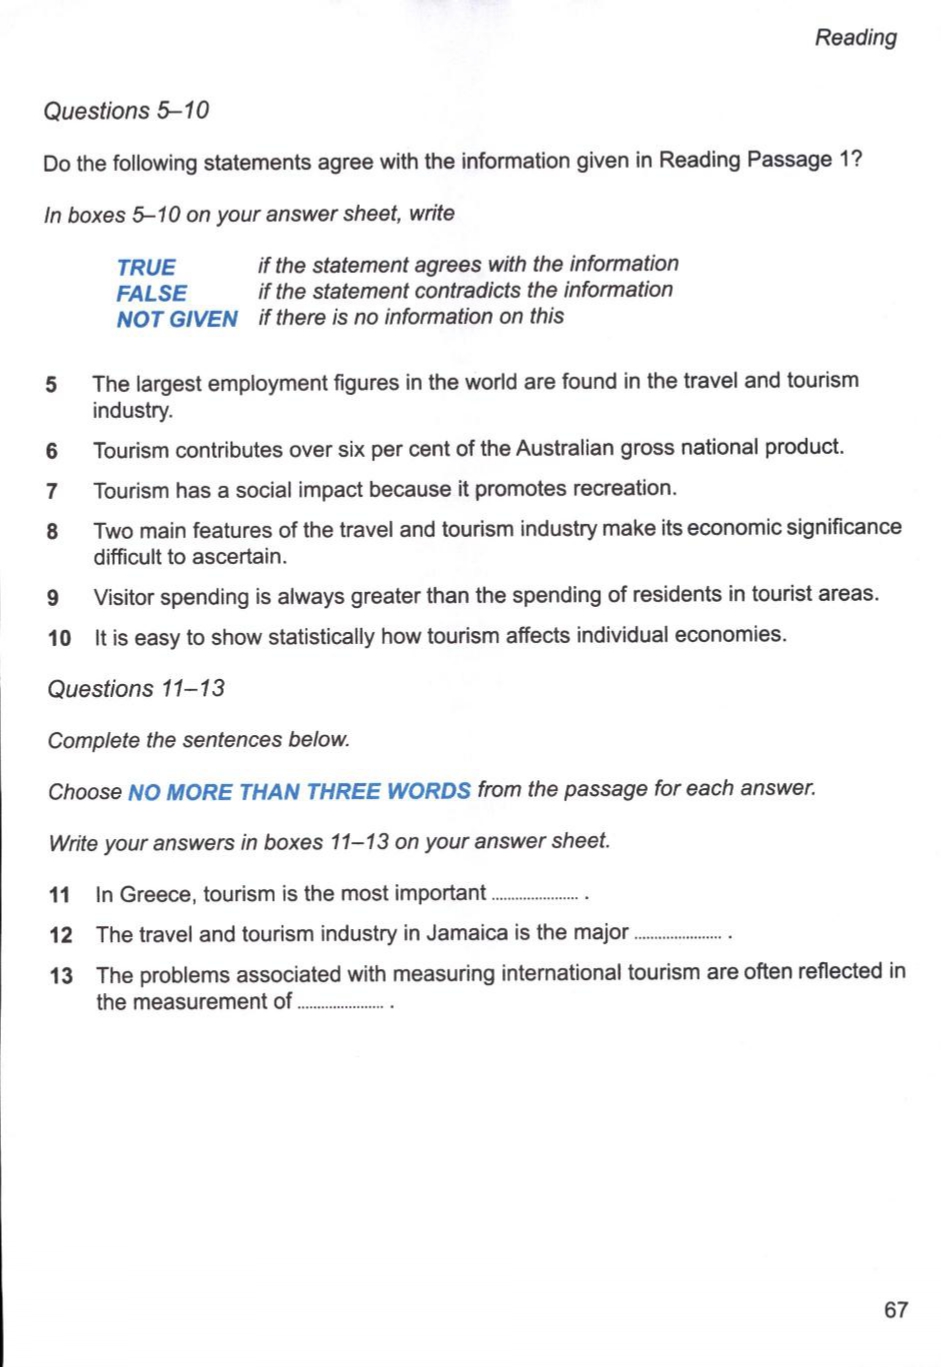 Reading
Questions 5–10
Do the following statements agree with the information given in Reading Passage 1?
In boxes 5–10 on your answer sheet, write
TRUE if the statement agrees with the information
FALSE if the statement contradicts the information
NOT GIVEN if there is no information on this
5 The largest employment figures in the world are found in the travel and tourism
industry.
6 Tourism contributes over six per cent of the Australian gross national product.
7 Tourism has a social impact because it promotes recreation.
8 Two main features of the travel and tourism industry make its economic significance
difficult to ascertain.
9 Visitor spending is always greater than the spending of residents in tourist areas.
10 It is easy to show statistically how tourism affects individual economies.
Questions 11–13
Complete the sentences below.
Choose NO MORE THAN THREE WORDS from the passage for each answer.
Write your answers in boxes 11–13 on your answer sheet.
11 In Greece, tourism is the most important ...................... .
12 The travel and tourism industry in Jamaica is the major ...................... .
13 The problems associated with measuring international tourism are often reflected in
the measurement of ...................... .
67